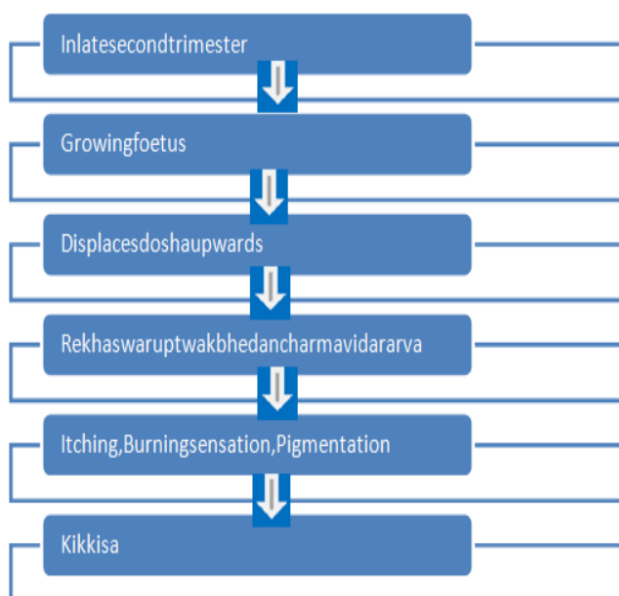 Inlatesecondtrimester
Growingfoetus
Displacesdoshaupwards
Rekhaswaruptwakbhedancharmavidararva
Itching,Burningsensation,Pigmentation
Kikkisa